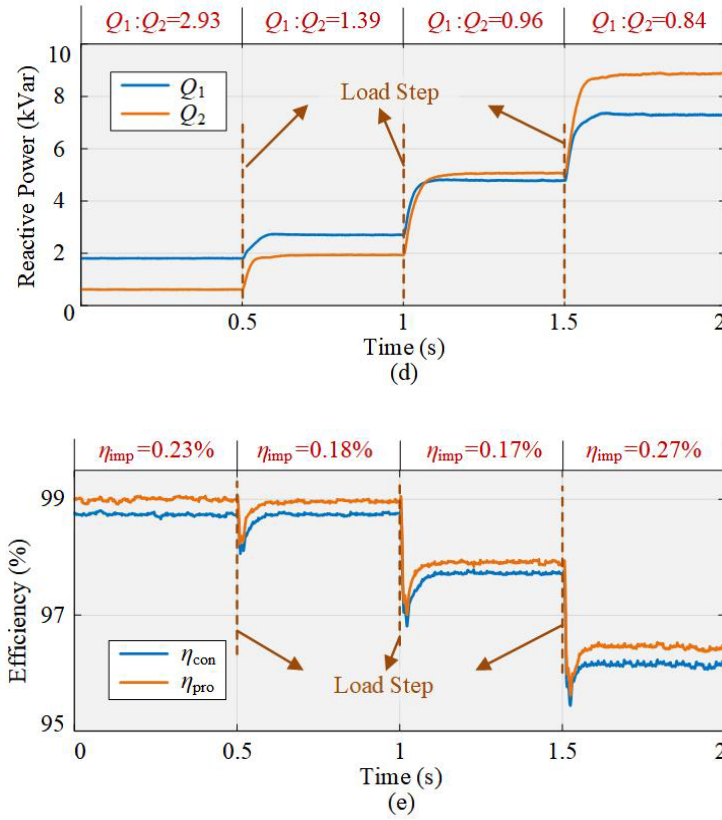 Q₁:Q₂=2.93 Q₁:Q₂=1.39 Q₁:Q₂=0.96 Q₁:Q₂=0.84
10
8
6
4
2
0
Reactive Power (kVar)
Q₁
Q₂
Load Step
0.5 1 1.5 2
Time (s)
(d)
ηimp=0.23% ηimp=0.18% ηimp=0.17% ηimp=0.27%
99
97
95
Efficiency (%)
ηcon
ηpro
Load Step
0 0.5 1 1.5 2
Time (s)
(e)